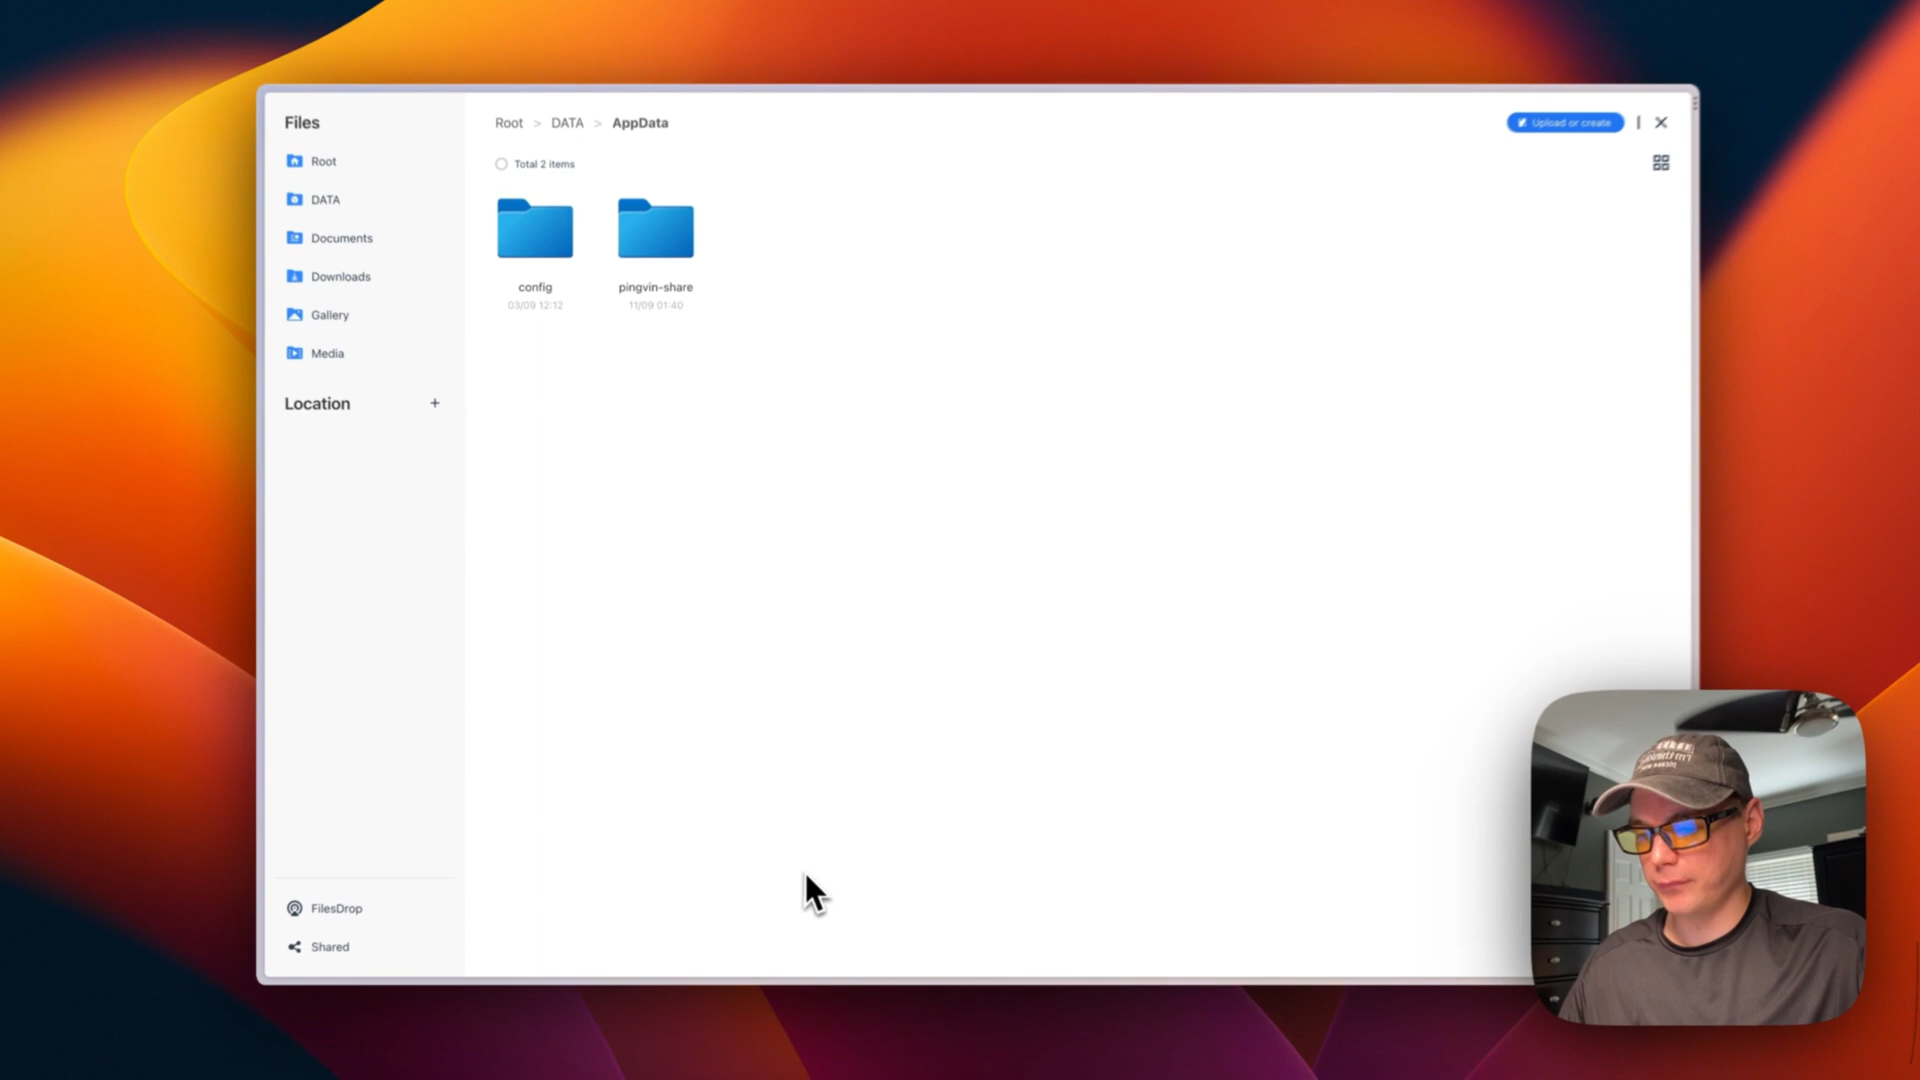 Files
Root
DATA
Documents
Downloads
Gallery
Media
Location
FilesDrop
Shared
Root > DATA > AppData
Upload or create
Total 2 items
config
03/09 12:12
pingvin-share
11/09 01:40